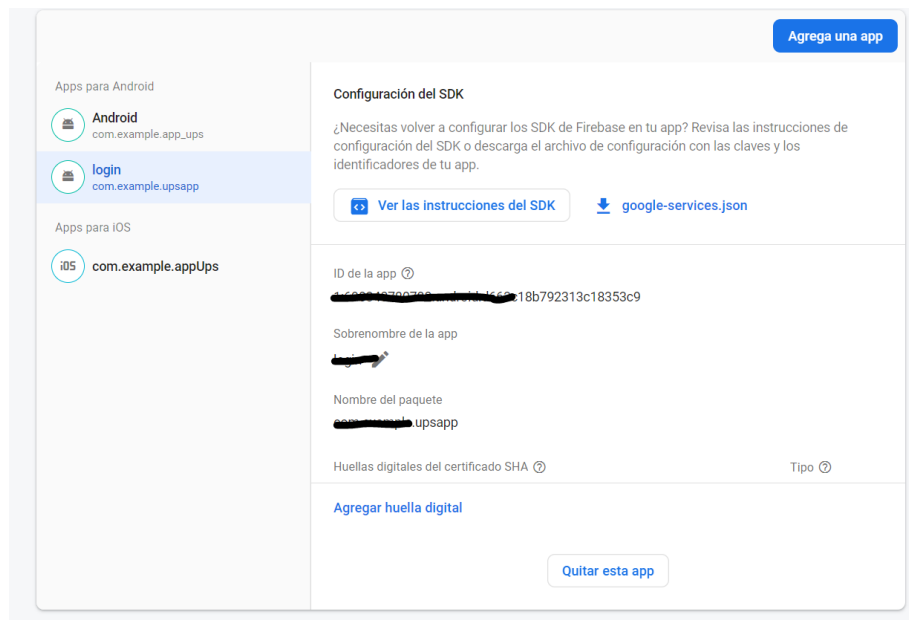 Agrega una app
Apps para Android
Android
com.example.app_ups
login
com.example.upsapp
Apps para iOS
iOS
com.example.appUps
Configuración del SDK
¿Necesitas volver a configurar los SDK de Firebase en tu app? Revisa las instrucciones de
configuración del SDK o descarga el archivo de configuración con las claves y los
identificadores de tu app.
Ver las instrucciones del SDK
google-services.json
ID de la app
18b792313c18353c9
Sobrenombre de la app
Nombre del paquete
.upsapp
Huellas digitales del certificado SHA
Tipo
Agregar huella digital
Quitar esta app